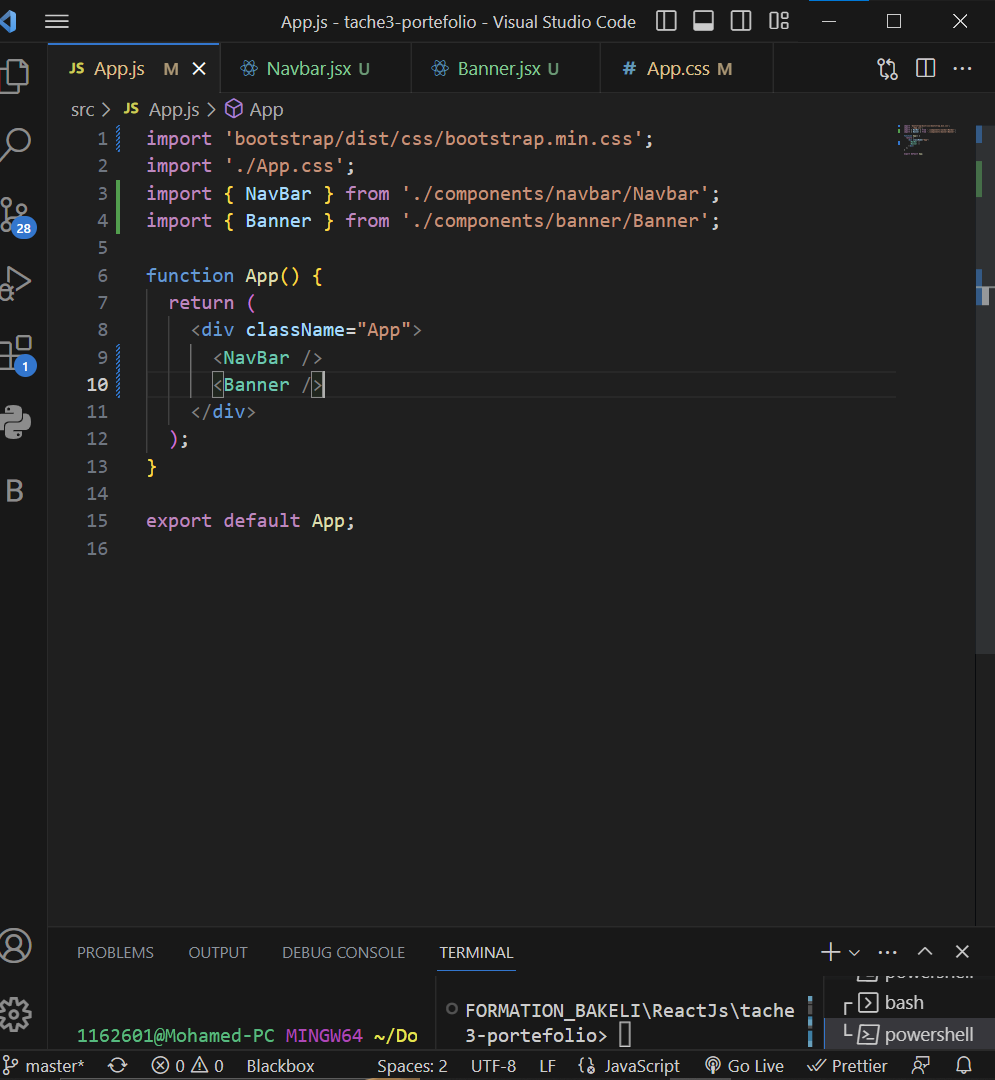 App.js - tache3-portefolio - Visual Studio Code
JS App.js M
Navbar.jsx U
Banner.jsx U
# App.css M
src > JS App.js > App
1 import 'bootstrap/dist/css/bootstrap.min.css';
2 import './App.css';
3 import { NavBar } from './components/navbar/Navbar';
4 import { Banner } from './components/banner/Banner';
5
6 function App() {
7 return (
8 <div className="App">
9 <NavBar />
10 <Banner />
11 </div>
12 );
13 }
14
15 export default App;
16
28
1
B
PROBLEMS OUTPUT DEBUG CONSOLE TERMINAL
1162601@Mohamed-PC MINGW64 ~/Do
FORMATION_BAKELI\ReactJs\tache
3-portefolio>
powershell
bash
powershell
master* 0 0 Blackbox Spaces: 2 UTF-8 LF {} JavaScript Go Live Prettier